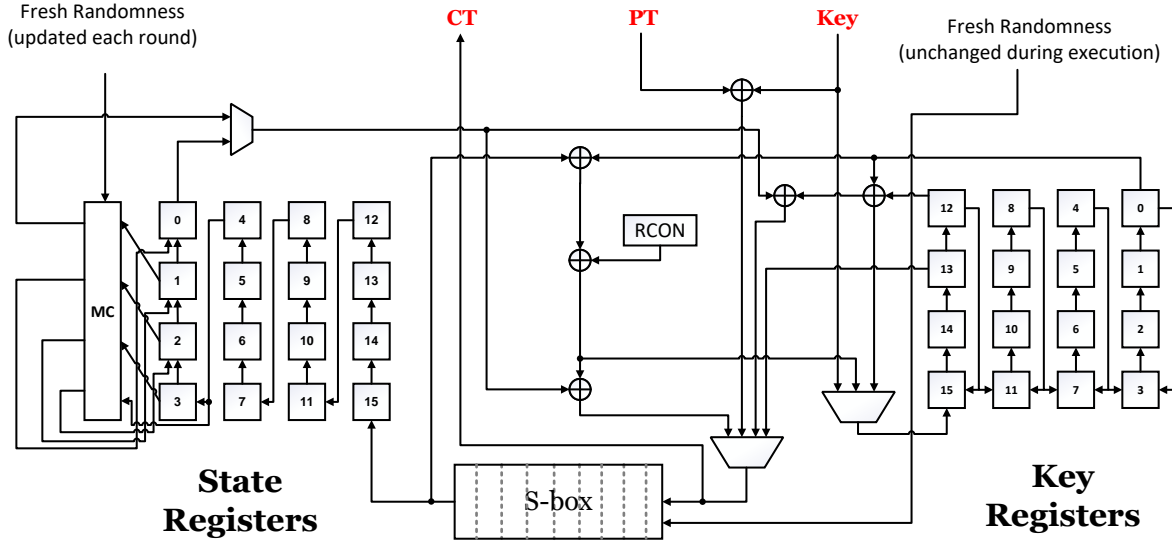 Fresh Randomness
(updated each round)
CT
PT
Key
Fresh Randomness
(unchanged during execution)
MC
0
4
8
12
1
5
9
13
2
6
10
14
3
7
11
15
RCON
12
8
4
0
13
9
5
1
14
10
6
2
15
11
7
3
State
Registers
S-box
Key
Registers